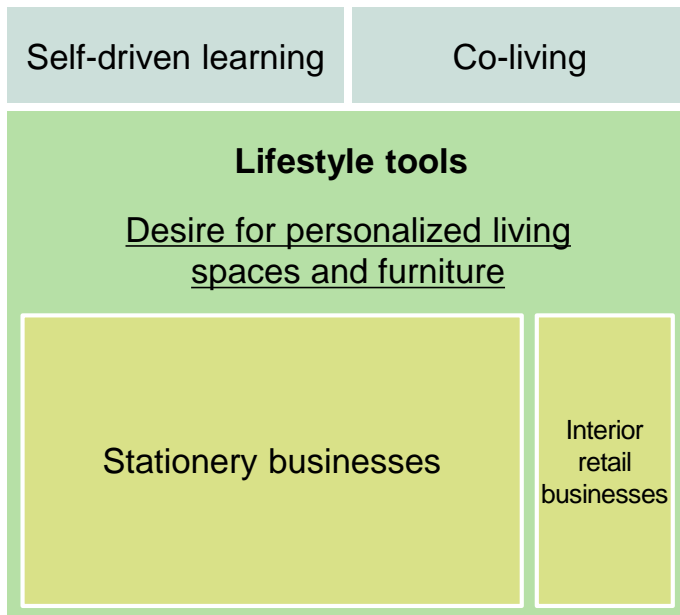 Self-driven learning
Co-living
Lifestyle tools
Desire for personalized living
spaces and furniture
Stationery businesses
Interior
retail
businesses